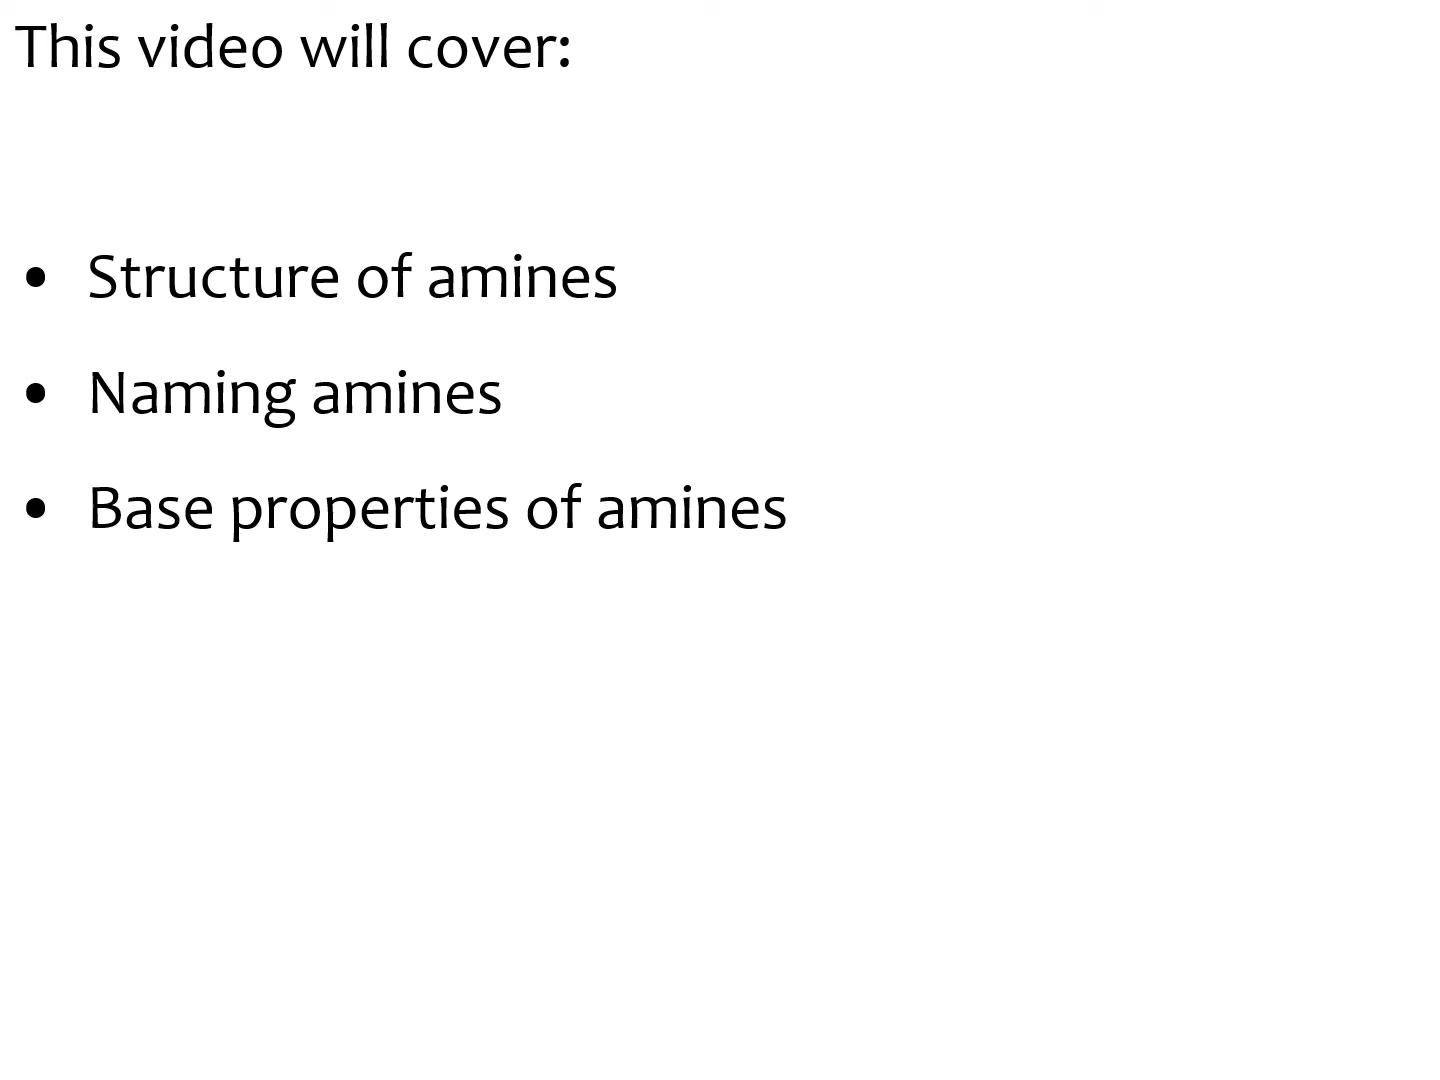 This video will cover:
• Structure of amines
• Naming amines
• Base properties of amines